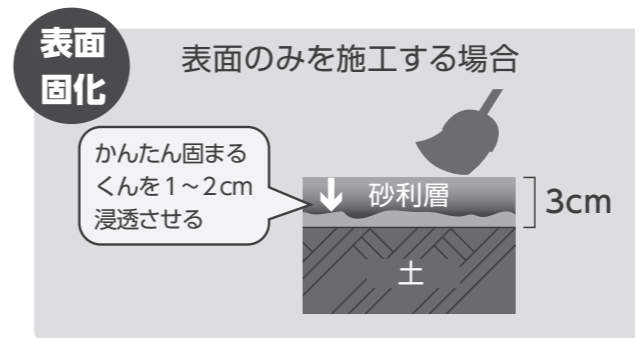 表面
固化
表面のみを施工する場合
かんたん固まる
くんを1～2cm
浸透させる
砂利層
3cm
土